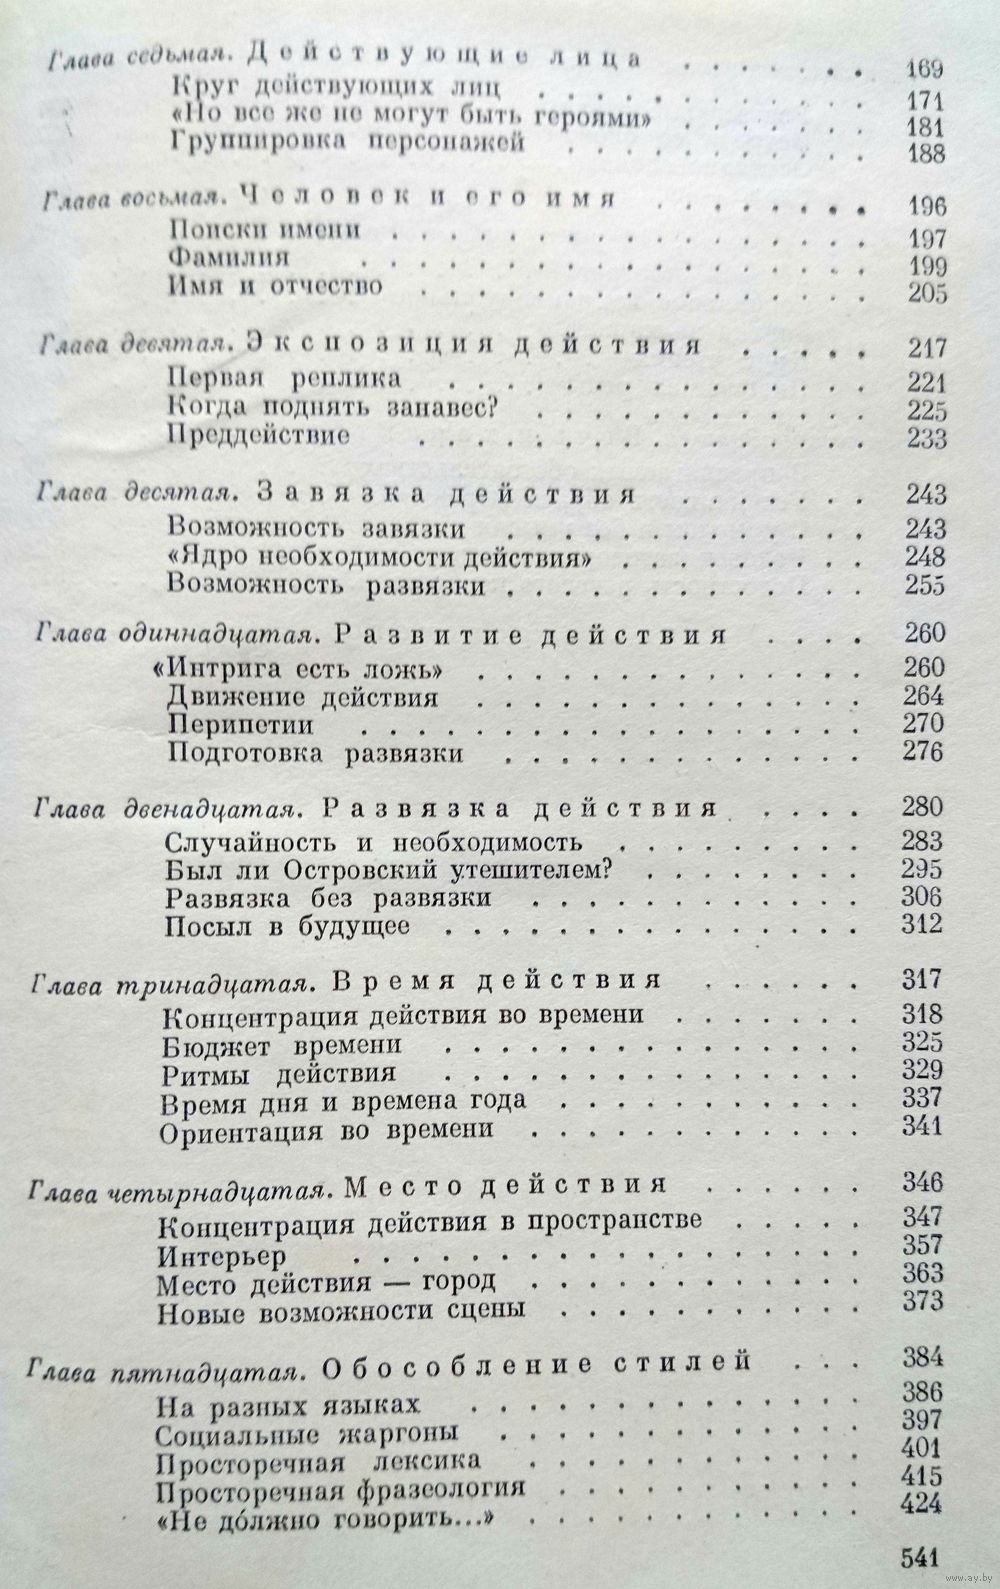 Глава седьмая. Действующие лица . . . . . . . 169
Круг действующих лиц . . . . . . . . . . . . 171
«Но все же не могут быть героями» . . . . . . . 181
Группировка персонажей . . . . . . . . . . . 188
Глава восьмая. Человек и его имя . . . . . . . . 196
Поиски имени . . . . . . . . . . . . . . . . . 197
Фамилия . . . . . . . . . . . . . . . . . . 199
Имя и отчество . . . . . . . . . . . . . . . . 205
Глава девятая. Экспозиция действия . . . . . 217
Первая реплика . . . . . . . . . . . . . . . 221
Когда поднять занавес? . . . . . . . . . . . . 225
Преддействие . . . . . . . . . . . . . . . . 233
Глава десятая. Завязка действия . . . . . . . 243
Возможность завязки . . . . . . . . . . . . . 243
«Ядро необходимости действия» . . . . . . . . . 248
Возможность развязки . . . . . . . . . . . . . 255
Глава одиннадцатая. Развитие действия . . . . 260
«Интрига есть ложь» . . . . . . . . . . . . . . 260
Движение действия . . . . . . . . . . . . . . 264
Перипетии . . . . . . . . . . . . . . . . . . 270
Подготовка развязки . . . . . . . . . . . . . 276
Глава двенадцатая. Развязка действия . . . . 280
Случайность и необходимость . . . . . . . . . 283
Был ли Островский утешителем? . . . . . . . . 295
Развязка без развязки . . . . . . . . . . . . 306
Посыл в будущее . . . . . . . . . . . . . . . 312
Глава тринадцатая. Время действия . . . . . . 317
Концентрация действия во времени . . . . . . . 318
Бюджет времени . . . . . . . . . . . . . . . 325
Ритмы действия . . . . . . . . . . . . . . . 329
Время дня и времена года . . . . . . . . . . . 337
Ориентация во времени . . . . . . . . . . . . 341
Глава четырнадцатая. Место действия . . . . . . 346
Концентрация действия в пространстве . . . . . 347
Интерьер . . . . . . . . . . . . . . . . . . 357
Место действия — город . . . . . . . . . . . . 363
Новые возможности сцены . . . . . . . . . . . 373
Глава пятнадцатая. Обособление стилей . . . 384
На разных языках . . . . . . . . . . . . . . 386
Социальные жаргоны . . . . . . . . . . . . . 397
Просторечная лексика . . . . . . . . . . . . 401
Просторечная фразеология . . . . . . . . . . . 415
«Не до́лжно говорить...» . . . . . . . . . . . . 424
541
www.ay.by